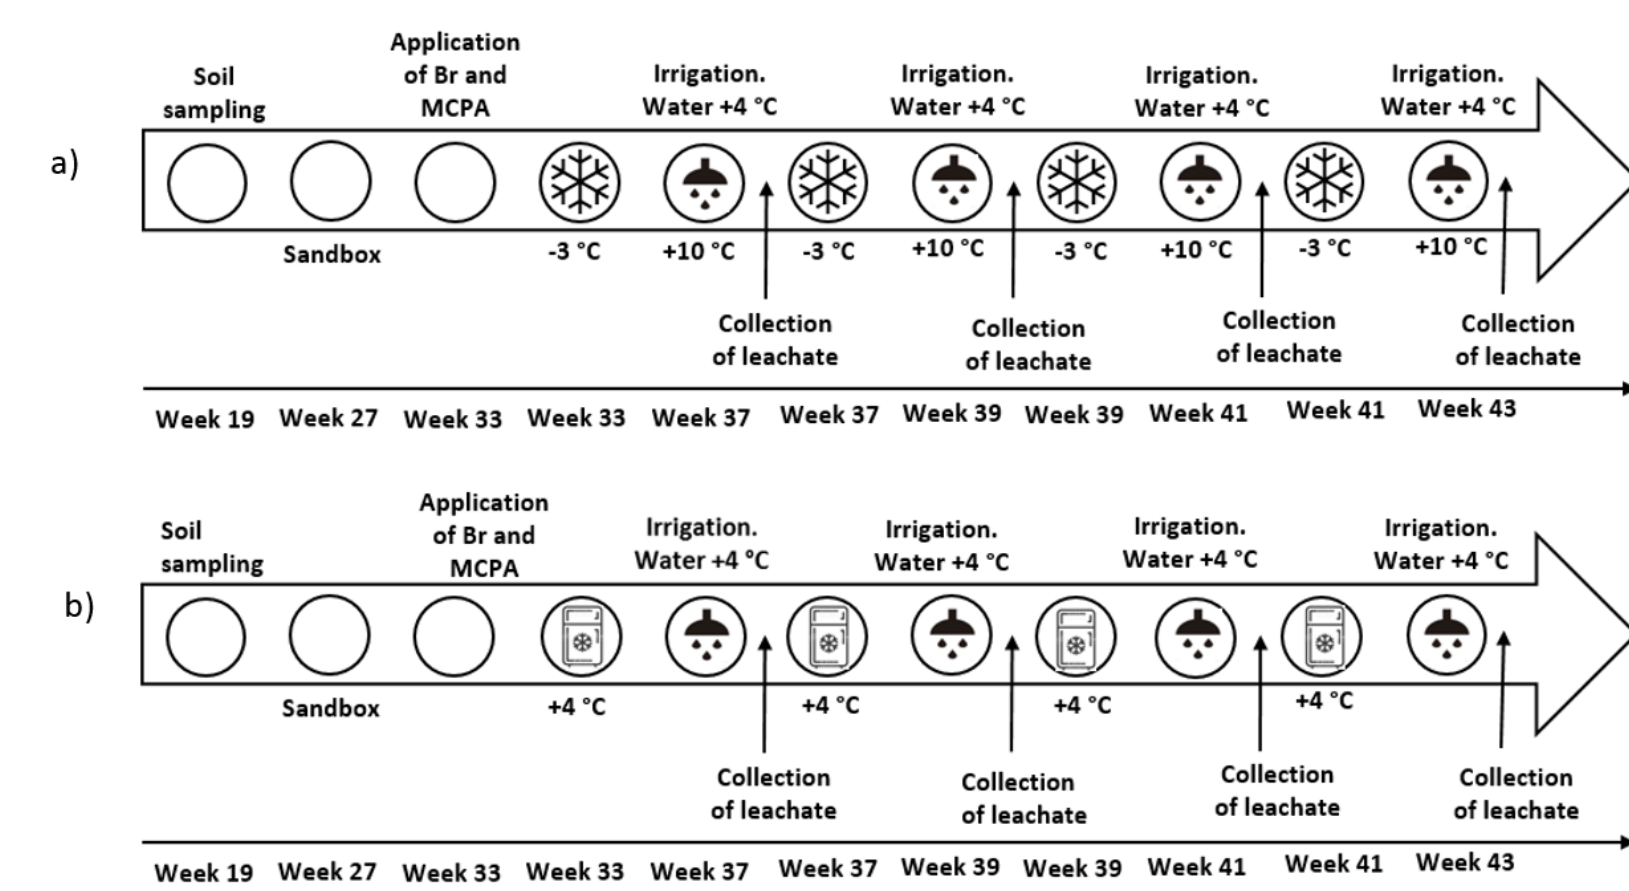 Application
of Br and
MCPA
Soil
sampling
Irrigation.
Water +4 °C
Irrigation.
Water +4 °C
Irrigation.
Water +4 °C
Irrigation.
Water +4 °C
a)
Sandbox
-3 °C
+10 °C
-3 °C
+10 °C
-3 °C
+10 °C
-3 °C
+10 °C
Collection
of leachate
Collection
of leachate
Collection
of leachate
Collection
of leachate
Week 19
Week 27
Week 33
Week 33
Week 37
Week 37
Week 39
Week 39
Week 41
Week 41
Week 43
Application
of Br and
MCPA
Soil
sampling
Irrigation.
Water +4 °C
Irrigation.
Water +4 °C
Irrigation.
Water +4 °C
Irrigation.
Water +4 °C
b)
Sandbox
+4 °C
+4 °C
+4 °C
+4 °C
Collection
of leachate
Collection
of leachate
Collection
of leachate
Collection
of leachate
Week 19
Week 27
Week 33
Week 33
Week 37
Week 37
Week 39
Week 39
Week 41
Week 41
Week 43